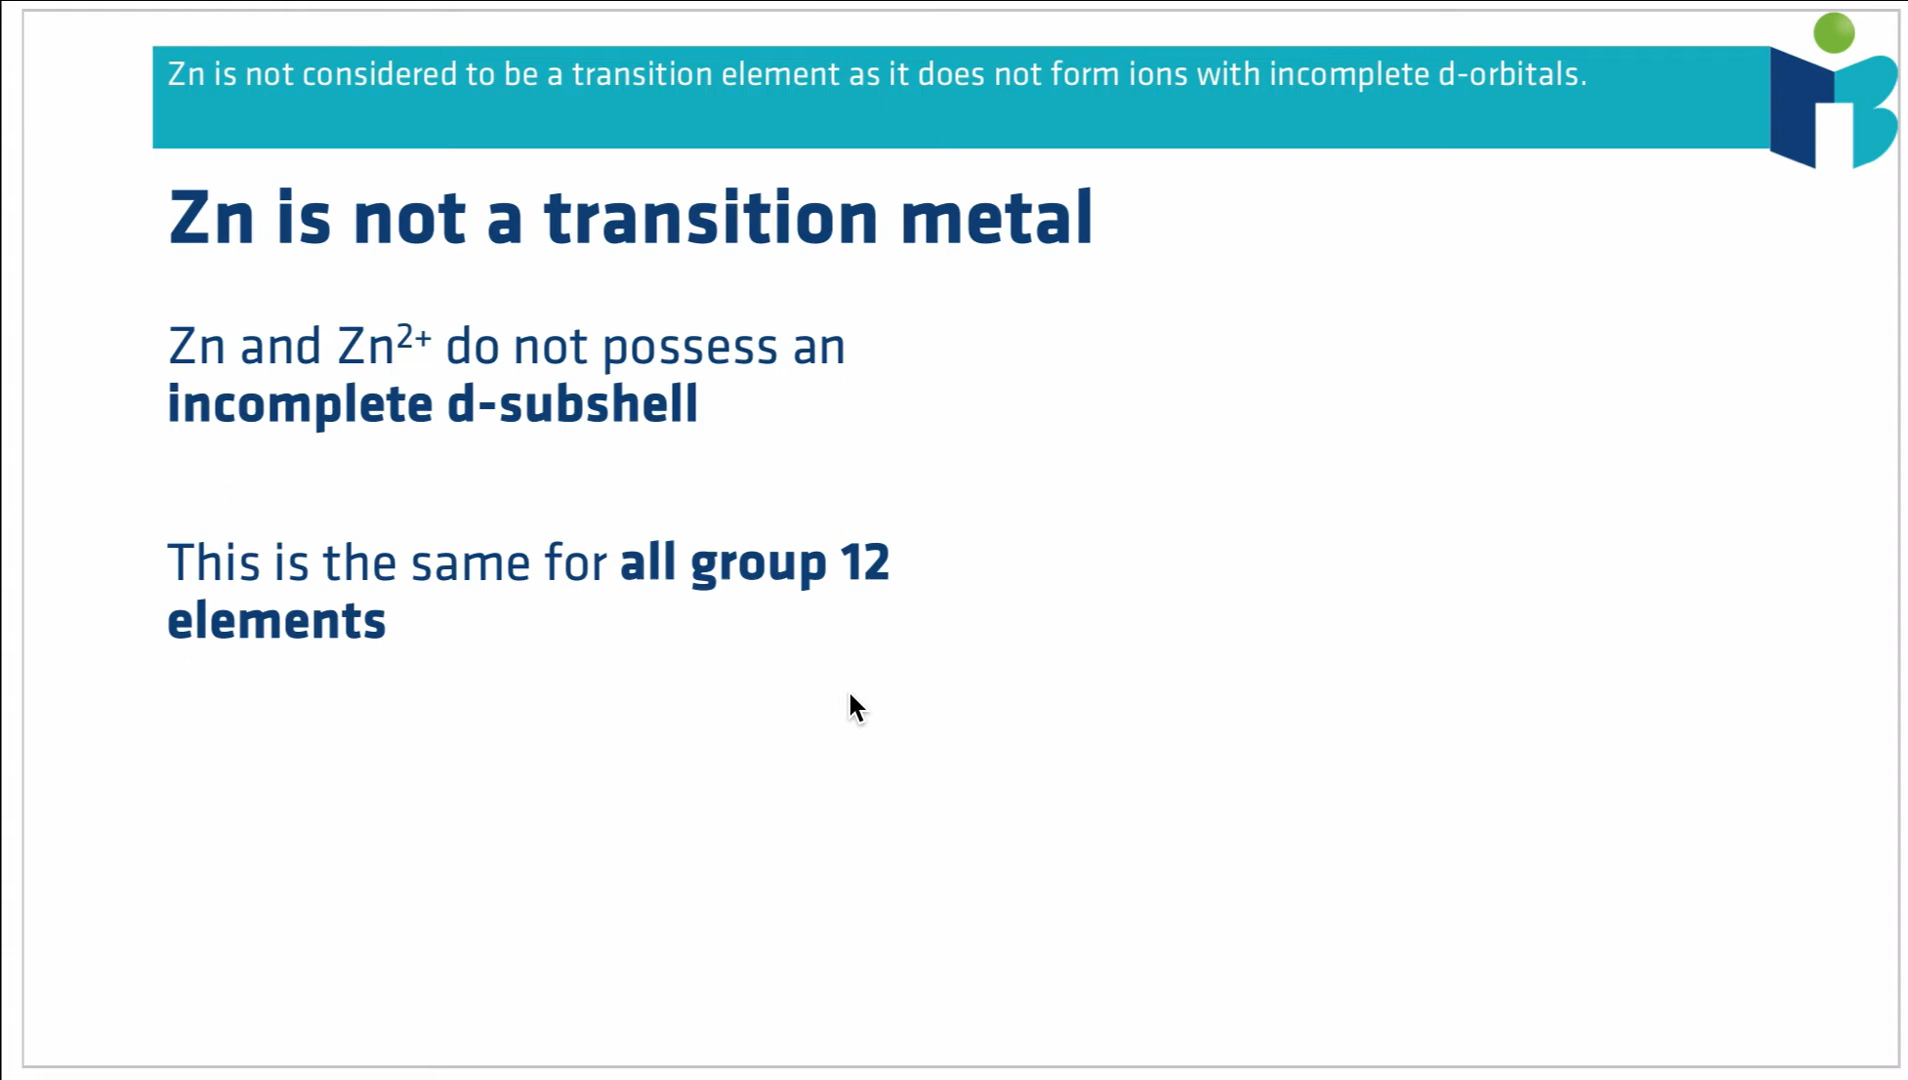 Zn is not considered to be a transition element as it does not form ions with incomplete d-orbitals.
Zn is not a transition metal
Zn and Zn²⁺ do not possess an
incomplete d-subshell
This is the same for all group 12
elements